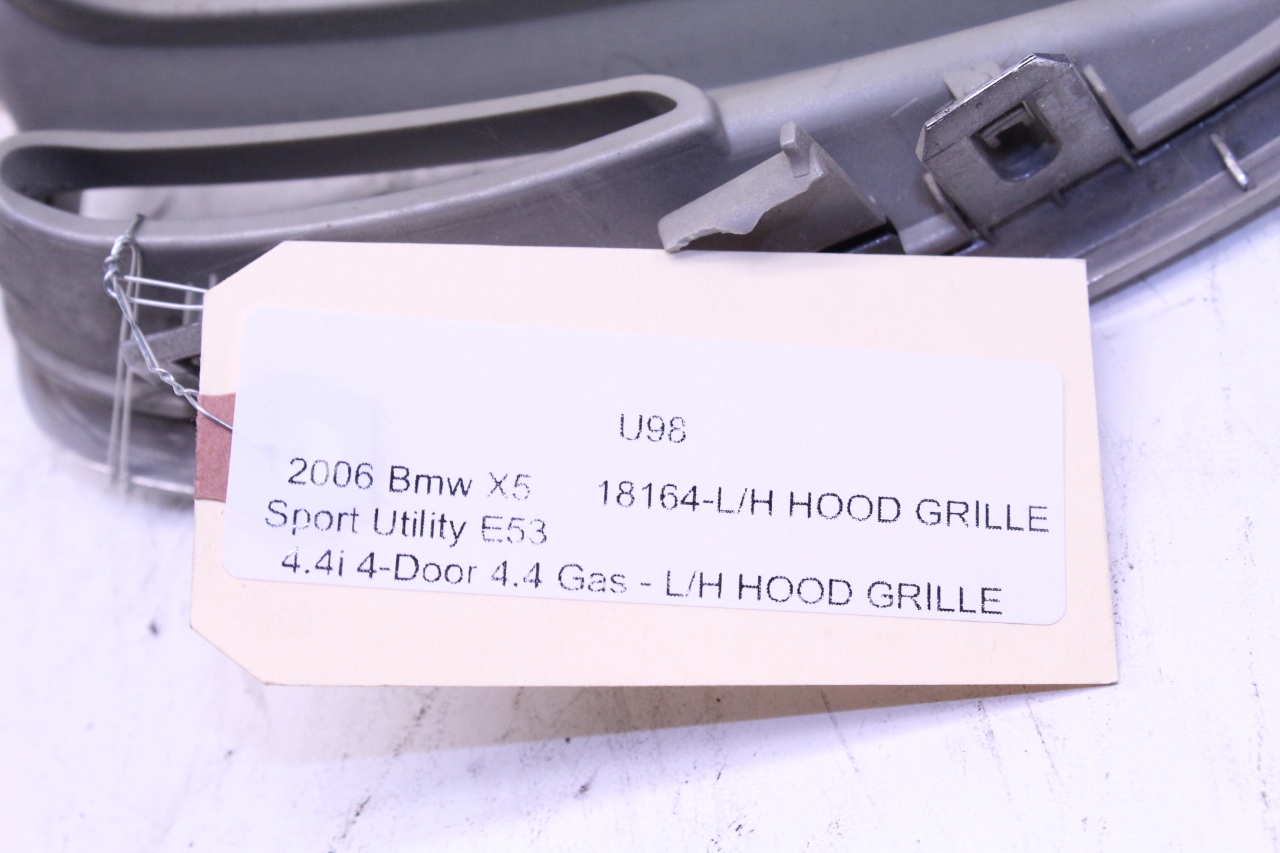 U98
2006 Bmw X5 18164-L/H HOOD GRILLE
Sport Utility E53
4.4i 4-Door 4.4 Gas - L/H HOOD GRILLE